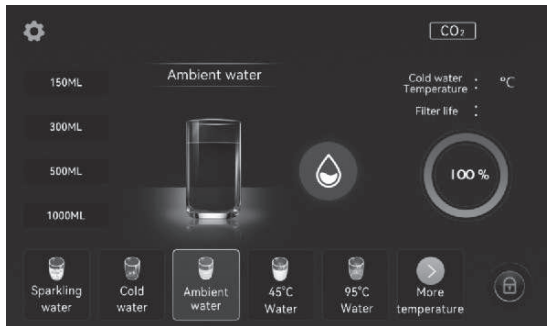 CO₂
150ML
300ML
500ML
1000ML
Ambient water
Cold water
Temperature : °C
Filter life :
100 %
Sparkling
water
Cold
water
Ambient
water
45°C
Water
95°C
Water
More
temperature